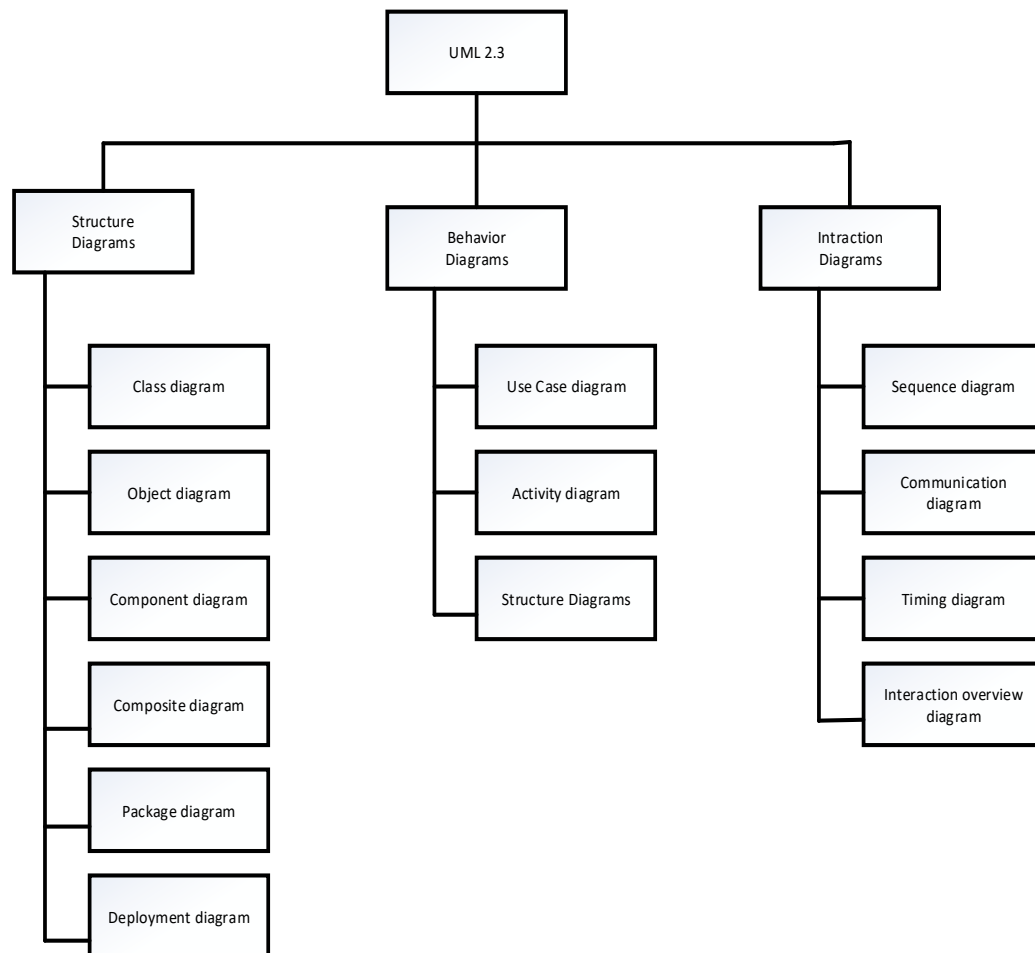 UML 2.3
Structure
Diagrams
Behavior
Diagrams
Intraction
Diagrams
Class diagram
Object diagram
Component diagram
Composite diagram
Package diagram
Deployment diagram
Use Case diagram
Activity diagram
Structure Diagrams
Sequence diagram
Communication
diagram
Timing diagram
Interaction overview
diagram